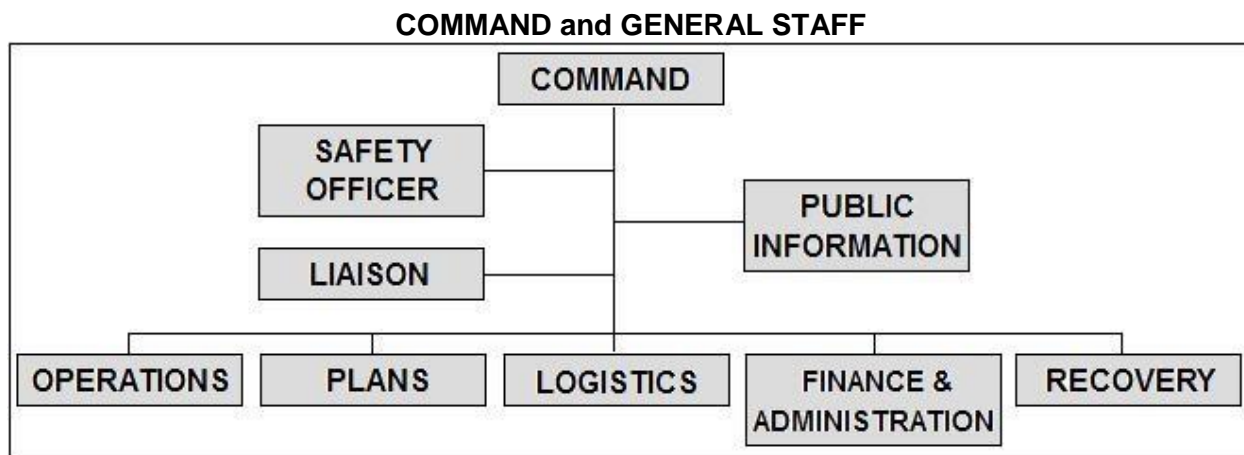 COMMAND and GENERAL STAFF
COMMAND
SAFETY
OFFICER
PUBLIC
INFORMATION
LIAISON
OPERATIONS
PLANS
LOGISTICS
FINANCE &
ADMINISTRATION
RECOVERY